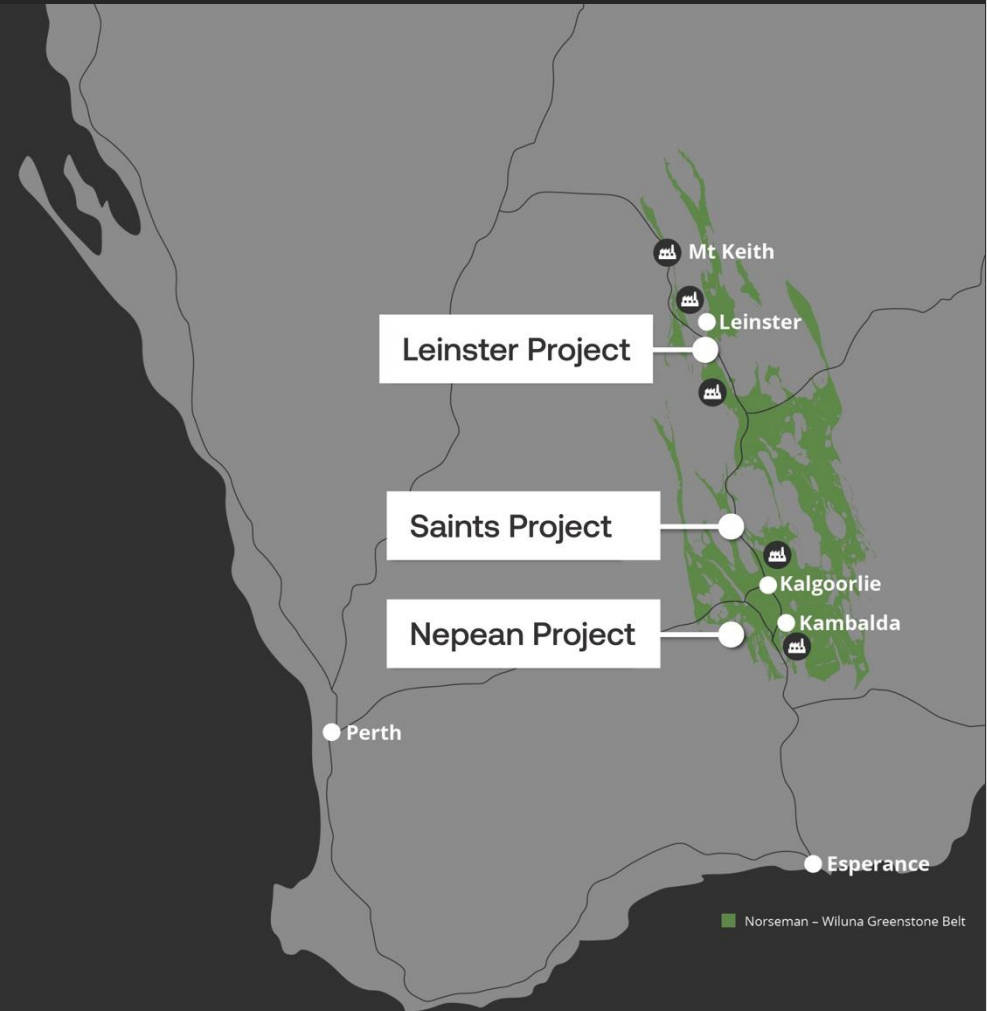 Mt Keith
Leinster
Leinster Project
Saints Project
Kalgoorlie
Kambalda
Nepean Project
Perth
Esperance
Norseman – Wiluna Greenstone Belt